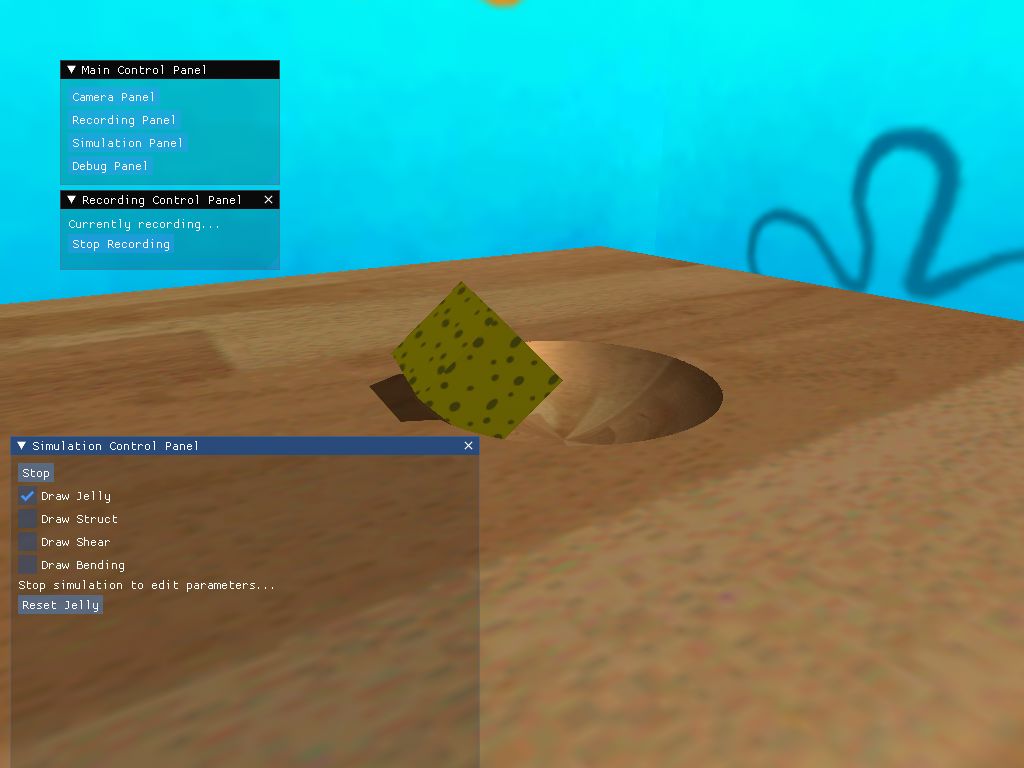 Main Control Panel
Camera Panel
Recording Panel
Simulation Panel
Debug Panel
Recording Control Panel
Currently recording...
Stop Recording
Simulation Control Panel
Stop
Draw Jelly
Draw Struct
Draw Shear
Draw Bending
Stop simulation to edit parameters...
Reset Jelly